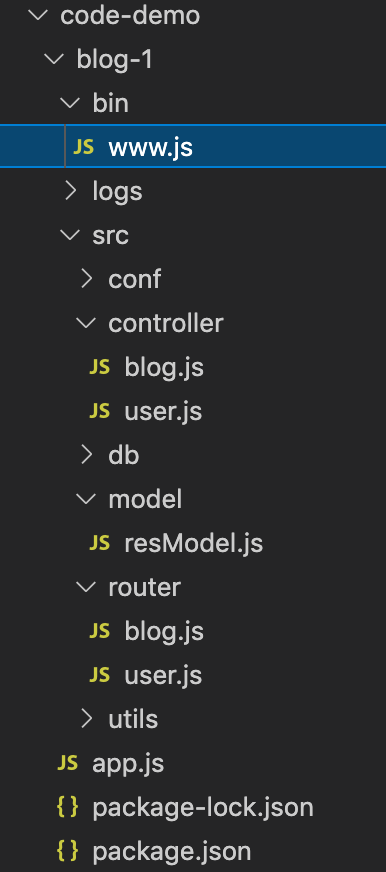 code-demo
blog-1
bin
JS www.js
logs
src
conf
controller
JS blog.js
JS user.js
db
model
JS resModel.js
router
JS blog.js
JS user.js
utils
JS app.js
{} package-lock.json
{} package.json